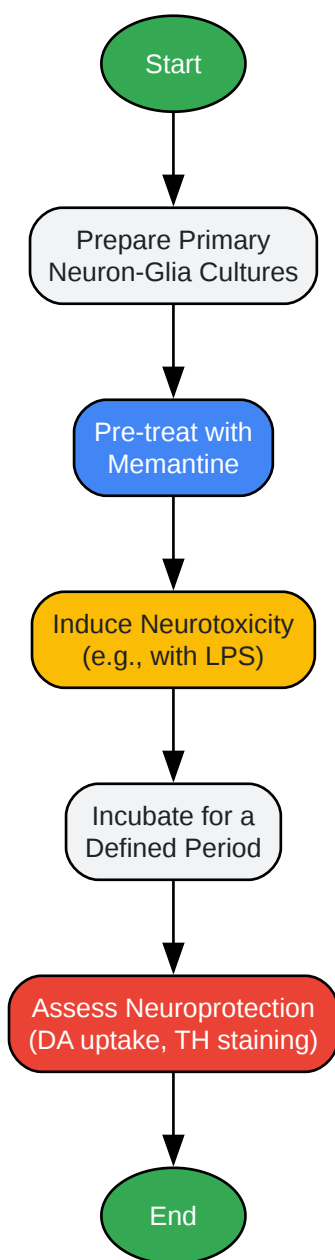 Start
Prepare Primary
Neuron-Glia Cultures
Pre-treat with
Memantine
Induce Neurotoxicity
(e.g., with LPS)
Incubate for a
Defined Period
Assess Neuroprotection
(DA uptake, TH staining)
End